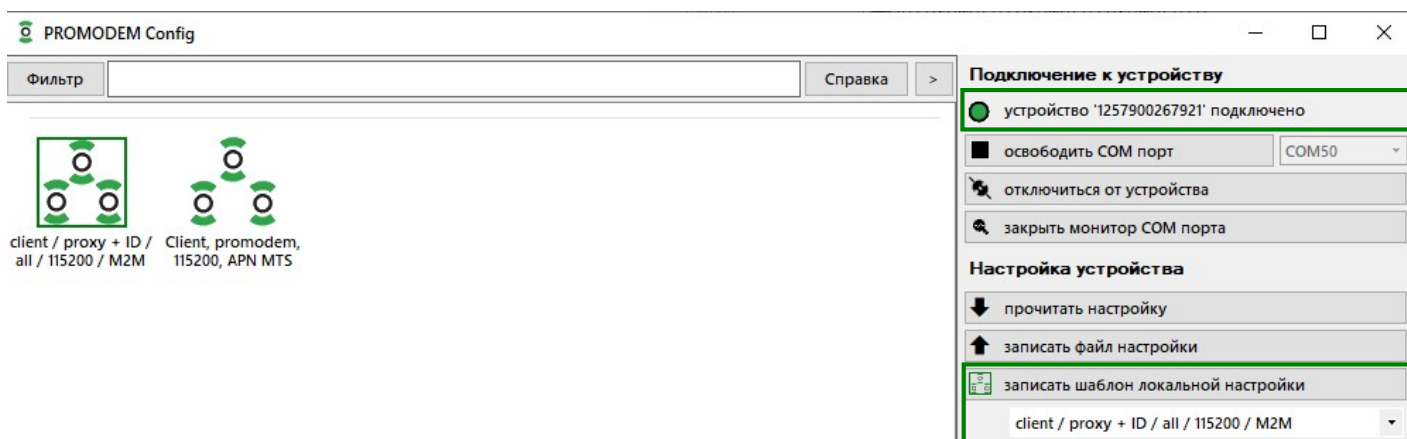 PROMODEM Config
Фильтр
Справка
>
client / proxy + ID /
all / 115200 / M2M
Client, promodem,
115200, APN MTS
Подключение к устройству
устройство '1257900267921' подключено
освободить COM порт
COM50
отключиться от устройства
закрыть монитор COM порта
Настройка устройства
прочитать настройку
записать файл настройки
записать шаблон локальной настройки
client / proxy + ID / all / 115200 / M2M